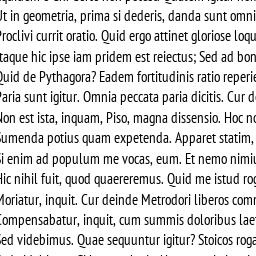 Ut in geometria, prima si dederis, danda sunt omni
Proclivi currit oratio. Quid ergo attinet gloriose loqu
Itaque hic ipse iam pridem est reiectus; Sed ad bon
Quid de Pythagora? Eadem fortitudinis ratio reperie
Paria sunt igitur. Omnia peccata paria dicitis. Cur d
Non est ista, inquam, Piso, magna dissensio. Hoc no
Sumenda potius quam expetenda. Apparet statim,
Si enim ad populum me vocas, eum. Et nemo nimiu
Hic nihil fuit, quod quaereremus. Quid me istud rog
Moriatur, inquit. Cur deinde Metrodori liberos comm
Compensabatur, inquit, cum summis doloribus laet
Sed videbimus. Quae sequuntur igitur? Stoicos roga